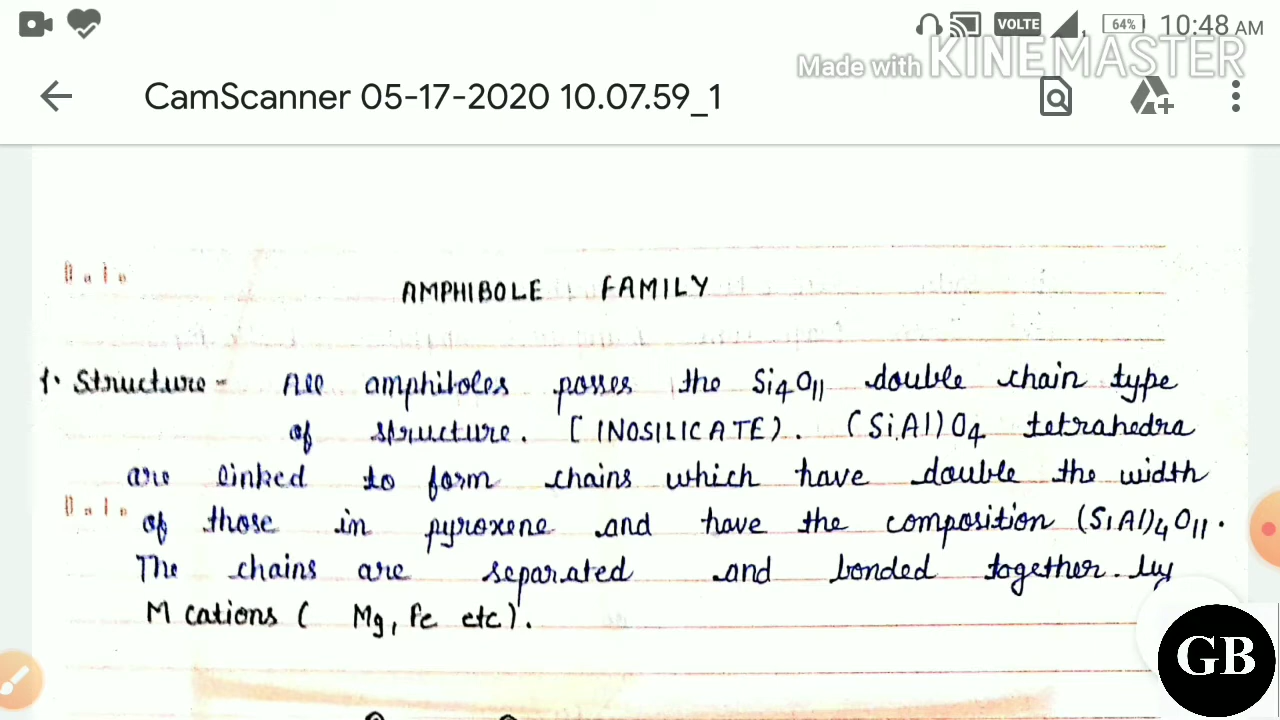 VOLTE 64% 10:48 AM
Made with KINEMASTER
CamScanner 05-17-2020 10.07.59_1
AMPHIBOLE FAMILY
1. Structure - All amphiboles posses the Si4O11 double chain type
of structure. [INOSILICATE). (Si.Al)O4 tetrahedra
are linked to form chains which have double the width
of those in pyroxene and have the composition (SiAl)4O11.
The chains are separated and bonded together by
M cations ( Mg, Fe etc).
GB